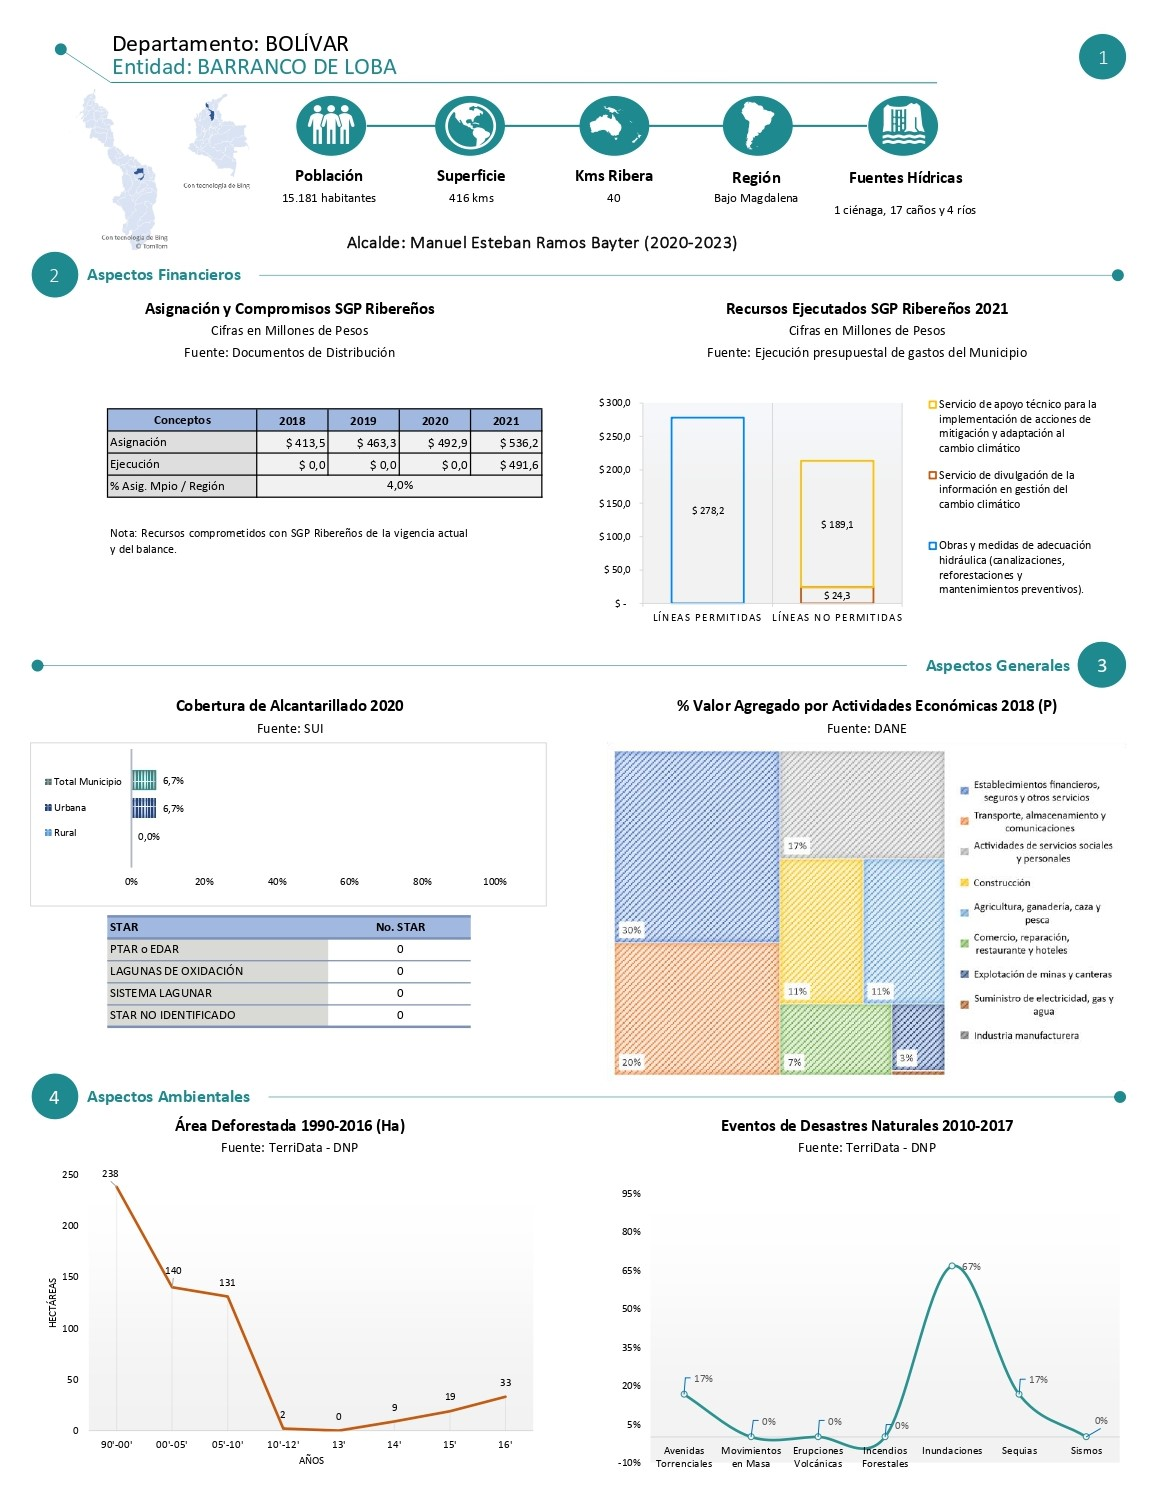 Departamento: BOLÍVAR
Entidad: BARRANCO DE LOBA
1
Con tecnología de Bing
Con tecnología de Bing
© TomTom
Población
15.181 habitantes
Superficie
416 kms
Kms Ribera
40
Región
Bajo Magdalena
Fuentes Hídricas
1 ciénaga, 17 caños y 4 ríos
Alcalde: Manuel Esteban Ramos Bayter (2020-2023)
2 Aspectos Financieros
Asignación y Compromisos SGP Ribereños
Cifras en Millones de Pesos
Fuente: Documentos de Distribución
Conceptos 2018 2019 2020 2021
Asignación $ 413,5 $ 463,3 $ 492,9 $ 536,2
Ejecución $ 0,0 $ 0,0 $ 0,0 $ 491,6
% Asig. Mpio / Región 4,0%
Nota: Recursos comprometidos con SGP Ribereños de la vigencia actual
y del balance.
Recursos Ejecutados SGP Ribereños 2021
Cifras en Millones de Pesos
Fuente: Ejecución presupuestal de gastos del Municipio
$ 300,0
$ 250,0
$ 200,0
$ 150,0
$ 100,0
$ 50,0
$ -
$ 278,2
$ 189,1
$ 24,3
LÍNEAS PERMITIDAS LÍNEAS NO PERMITIDAS
Servicio de apoyo técnico para la
implementación de acciones de
mitigación y adaptación al
cambio climático
Servicio de divulgación de la
información en gestión del
cambio climático
Obras y medidas de adecuación
hidráulica (canalizaciones,
reforestaciones y
mantenimientos preventivos).
Aspectos Generales 3
Cobertura de Alcantarillado 2020
Fuente: SUI
Total Municipio 6,7%
Urbana 6,7%
Rural 0,0%
0% 20% 40% 60% 80% 100%
STAR No. STAR
PTAR o EDAR 0
LAGUNAS DE OXIDACIÓN 0
SISTEMA LAGUNAR 0
STAR NO IDENTIFICADO 0
% Valor Agregado por Actividades Económicas 2018 (P)
Fuente: DANE
30%
17%
20%
11%
11%
7%
3%
Establecimientos financieros,
seguros y otros servicios
Transporte, almacenamiento y
comunicaciones
Actividades de servicios sociales
y personales
Construcción
Agricultura, ganadería, caza y
pesca
Comercio, reparación,
restaurante y hoteles
Explotación de minas y canteras
Suministro de electricidad, gas y
agua
Industria manufacturera
4 Aspectos Ambientales
Área Deforestada 1990-2016 (Ha)
Fuente: TerriData - DNP
HECTÁREAS
250
200
150
100
50
0
238
140
131
2
0
9
19
33
90'-00' 00'-05' 05'-10' 10'-12' 13' 14' 15' 16'
AÑOS
Eventos de Desastres Naturales 2010-2017
Fuente: TerriData - DNP
95%
80%
65%
50%
35%
20%
5%
-10%
17%
0%
0%
0%
67%
17%
0%
Avenidas Movimientos Erupciones Incendios Inundaciones Sequias Sismos
Torrenciales en Masa Volcánicas Forestales